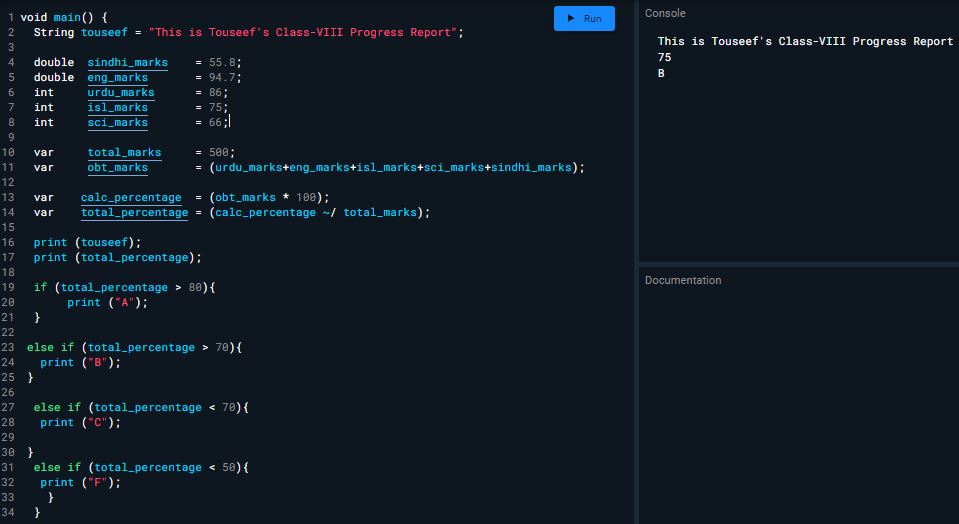 1 void main() {
2 String touseef = "This is Touseef's Class-VIII Progress Report";
3
4 double sindhi_marks = 55.8;
5 double eng_marks = 94.7;
6 int urdu_marks = 86;
7 int isl_marks = 75;
8 int sci_marks = 66;
9
10 var total_marks = 500;
11 var obt_marks = (urdu_marks+eng_marks+isl_marks+sci_marks+sindhi_marks);
12
13 var calc_percentage = (obt_marks * 100);
14 var total_percentage = (calc_percentage ~/ total_marks);
15
16 print (touseef);
17 print (total_percentage);
18
19 if (total_percentage > 80){
20 print ("A");
21 }
22
23 else if (total_percentage > 70){
24 print ("B");
25 }
26
27 else if (total_percentage < 70){
28 print ("C");
29
30 }
31 else if (total_percentage < 50){
32 print ("F");
33 }
34 }
Run
Console
This is Touseef's Class-VIII Progress Report
75
B
Documentation